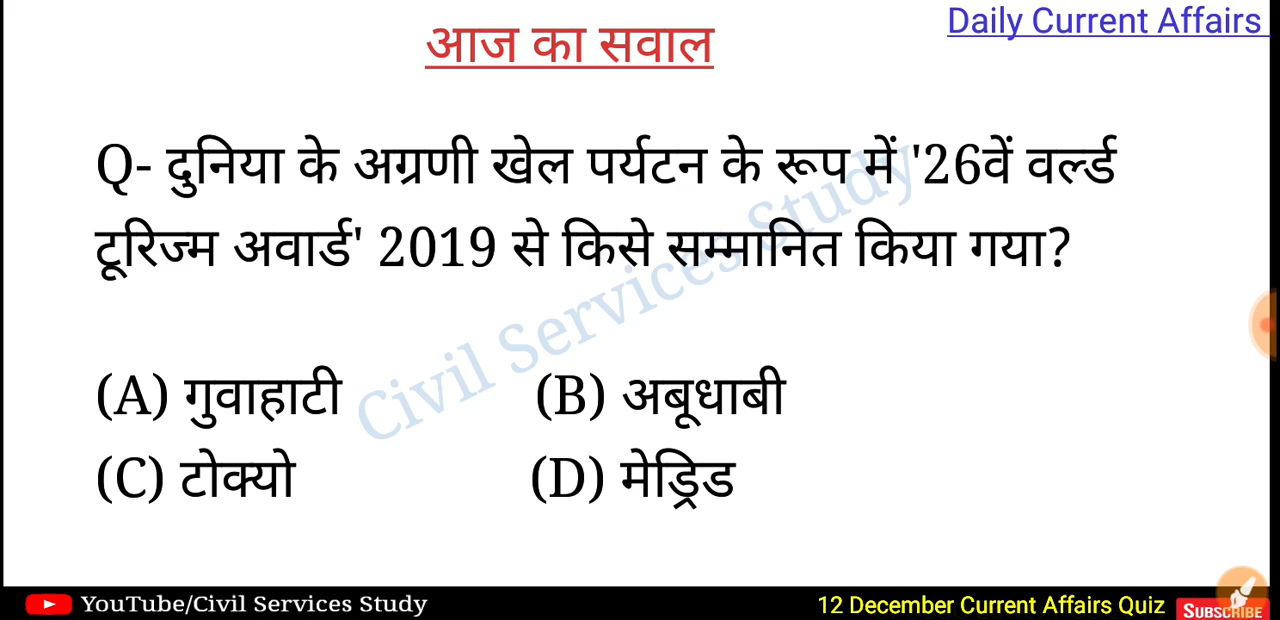 आज का सवाल
Daily Current Affairs
Q- दुनिया के अग्रणी खेल पर्यटन के रूप में '26वें वर्ल्ड
टूरिज्म अवार्ड' 2019 से किसे सम्मानित किया गया?
Civil Services Study
(A) गुवाहाटी (B) अबूधाबी
(C) टोक्यो (D) मेड्रिड
YouTube/Civil Services Study
12 December Current Affairs Quiz
SUBSCRIBE